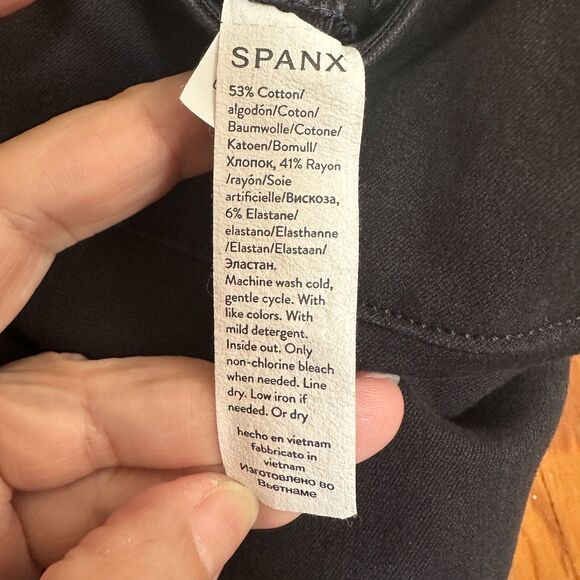 SPANX
53% Cotton/
algodón/Coton/
Baumwolle/Cotone/
Katoen/Bomull/
Хлопок, 41% Rayon
/rayón/Soie
artificielle/Вискоза,
6% Elastane/
elastano/Elasthanne
/Elastan/Elastaan/
Эластан.
Machine wash cold,
gentle cycle. With
like colors. With
mild detergent.
Inside out. Only
non-chlorine bleach
when needed. Line
dry. Low iron if
needed. Or dry
hecho en vietnam
fabbricato in
vietnam
Изготовлено во
Вьетнаме